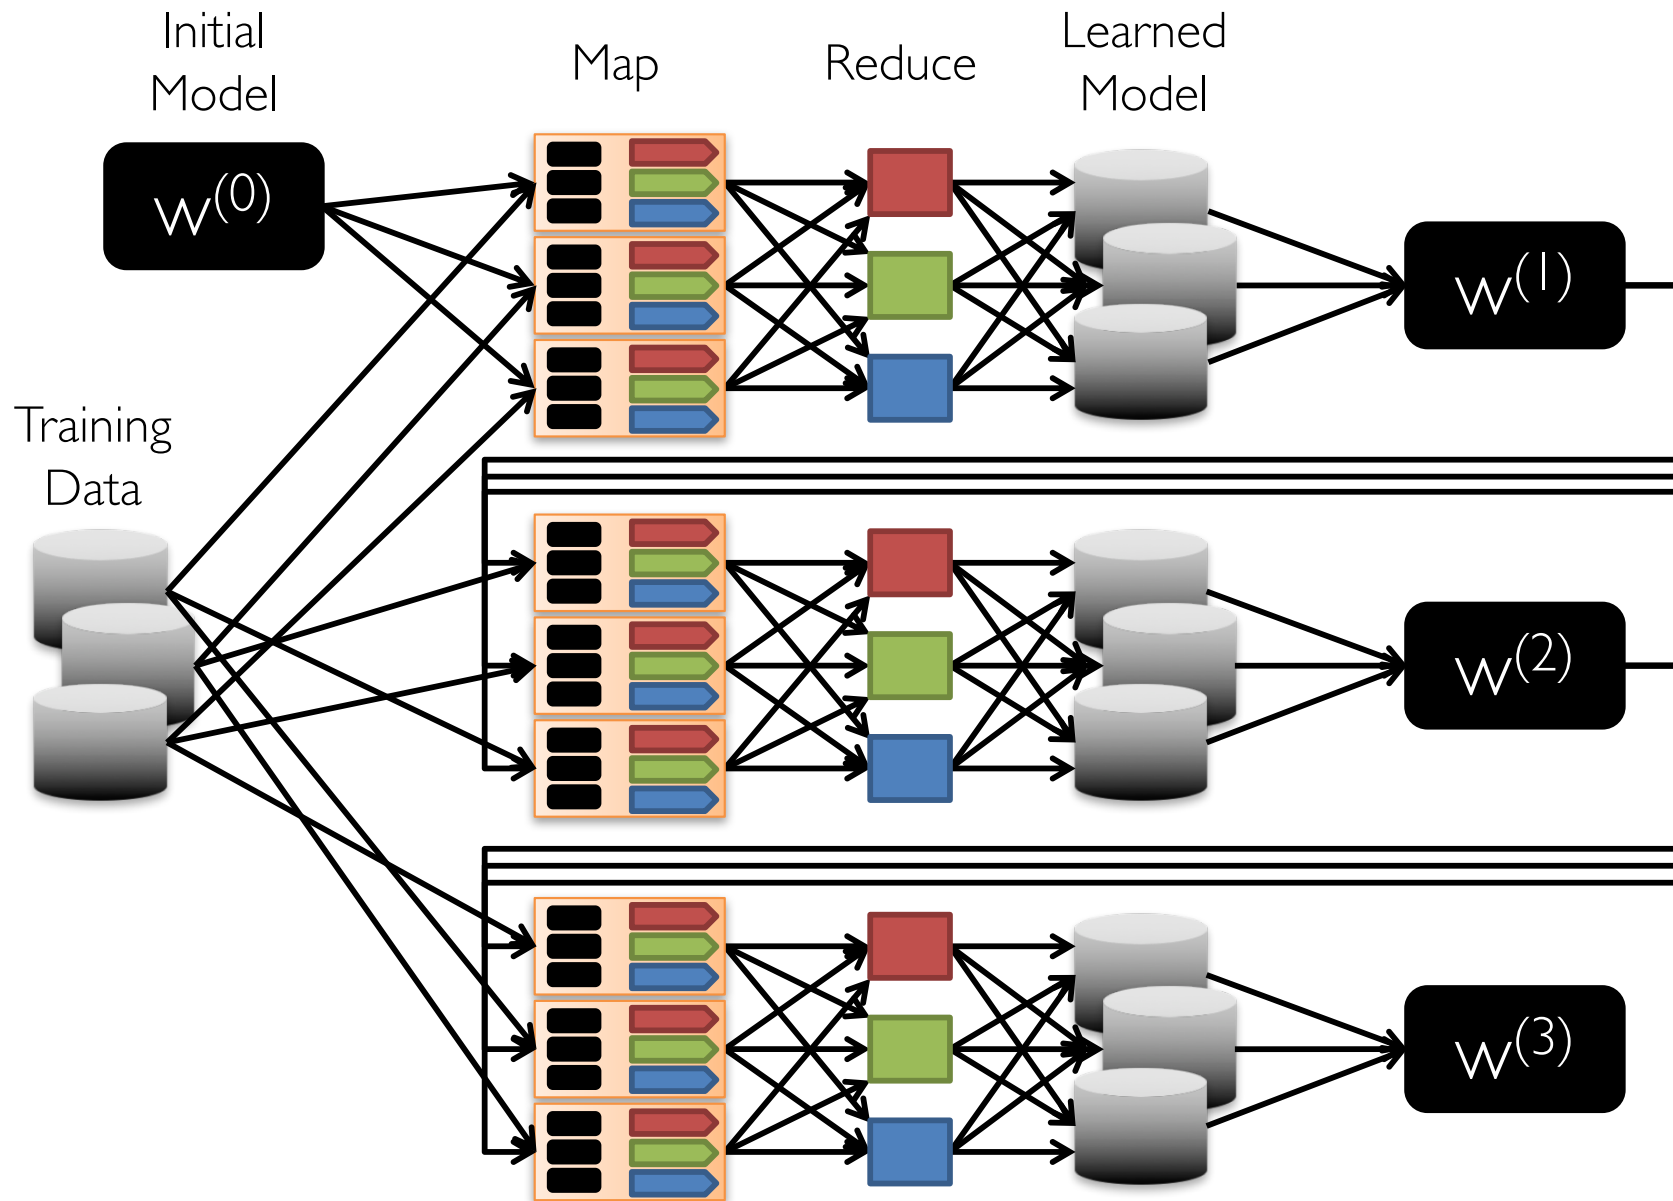 Initial
Model
Map
Reduce
Learned
Model
w(0)
w(1)
Training
Data
w(2)
w(3)